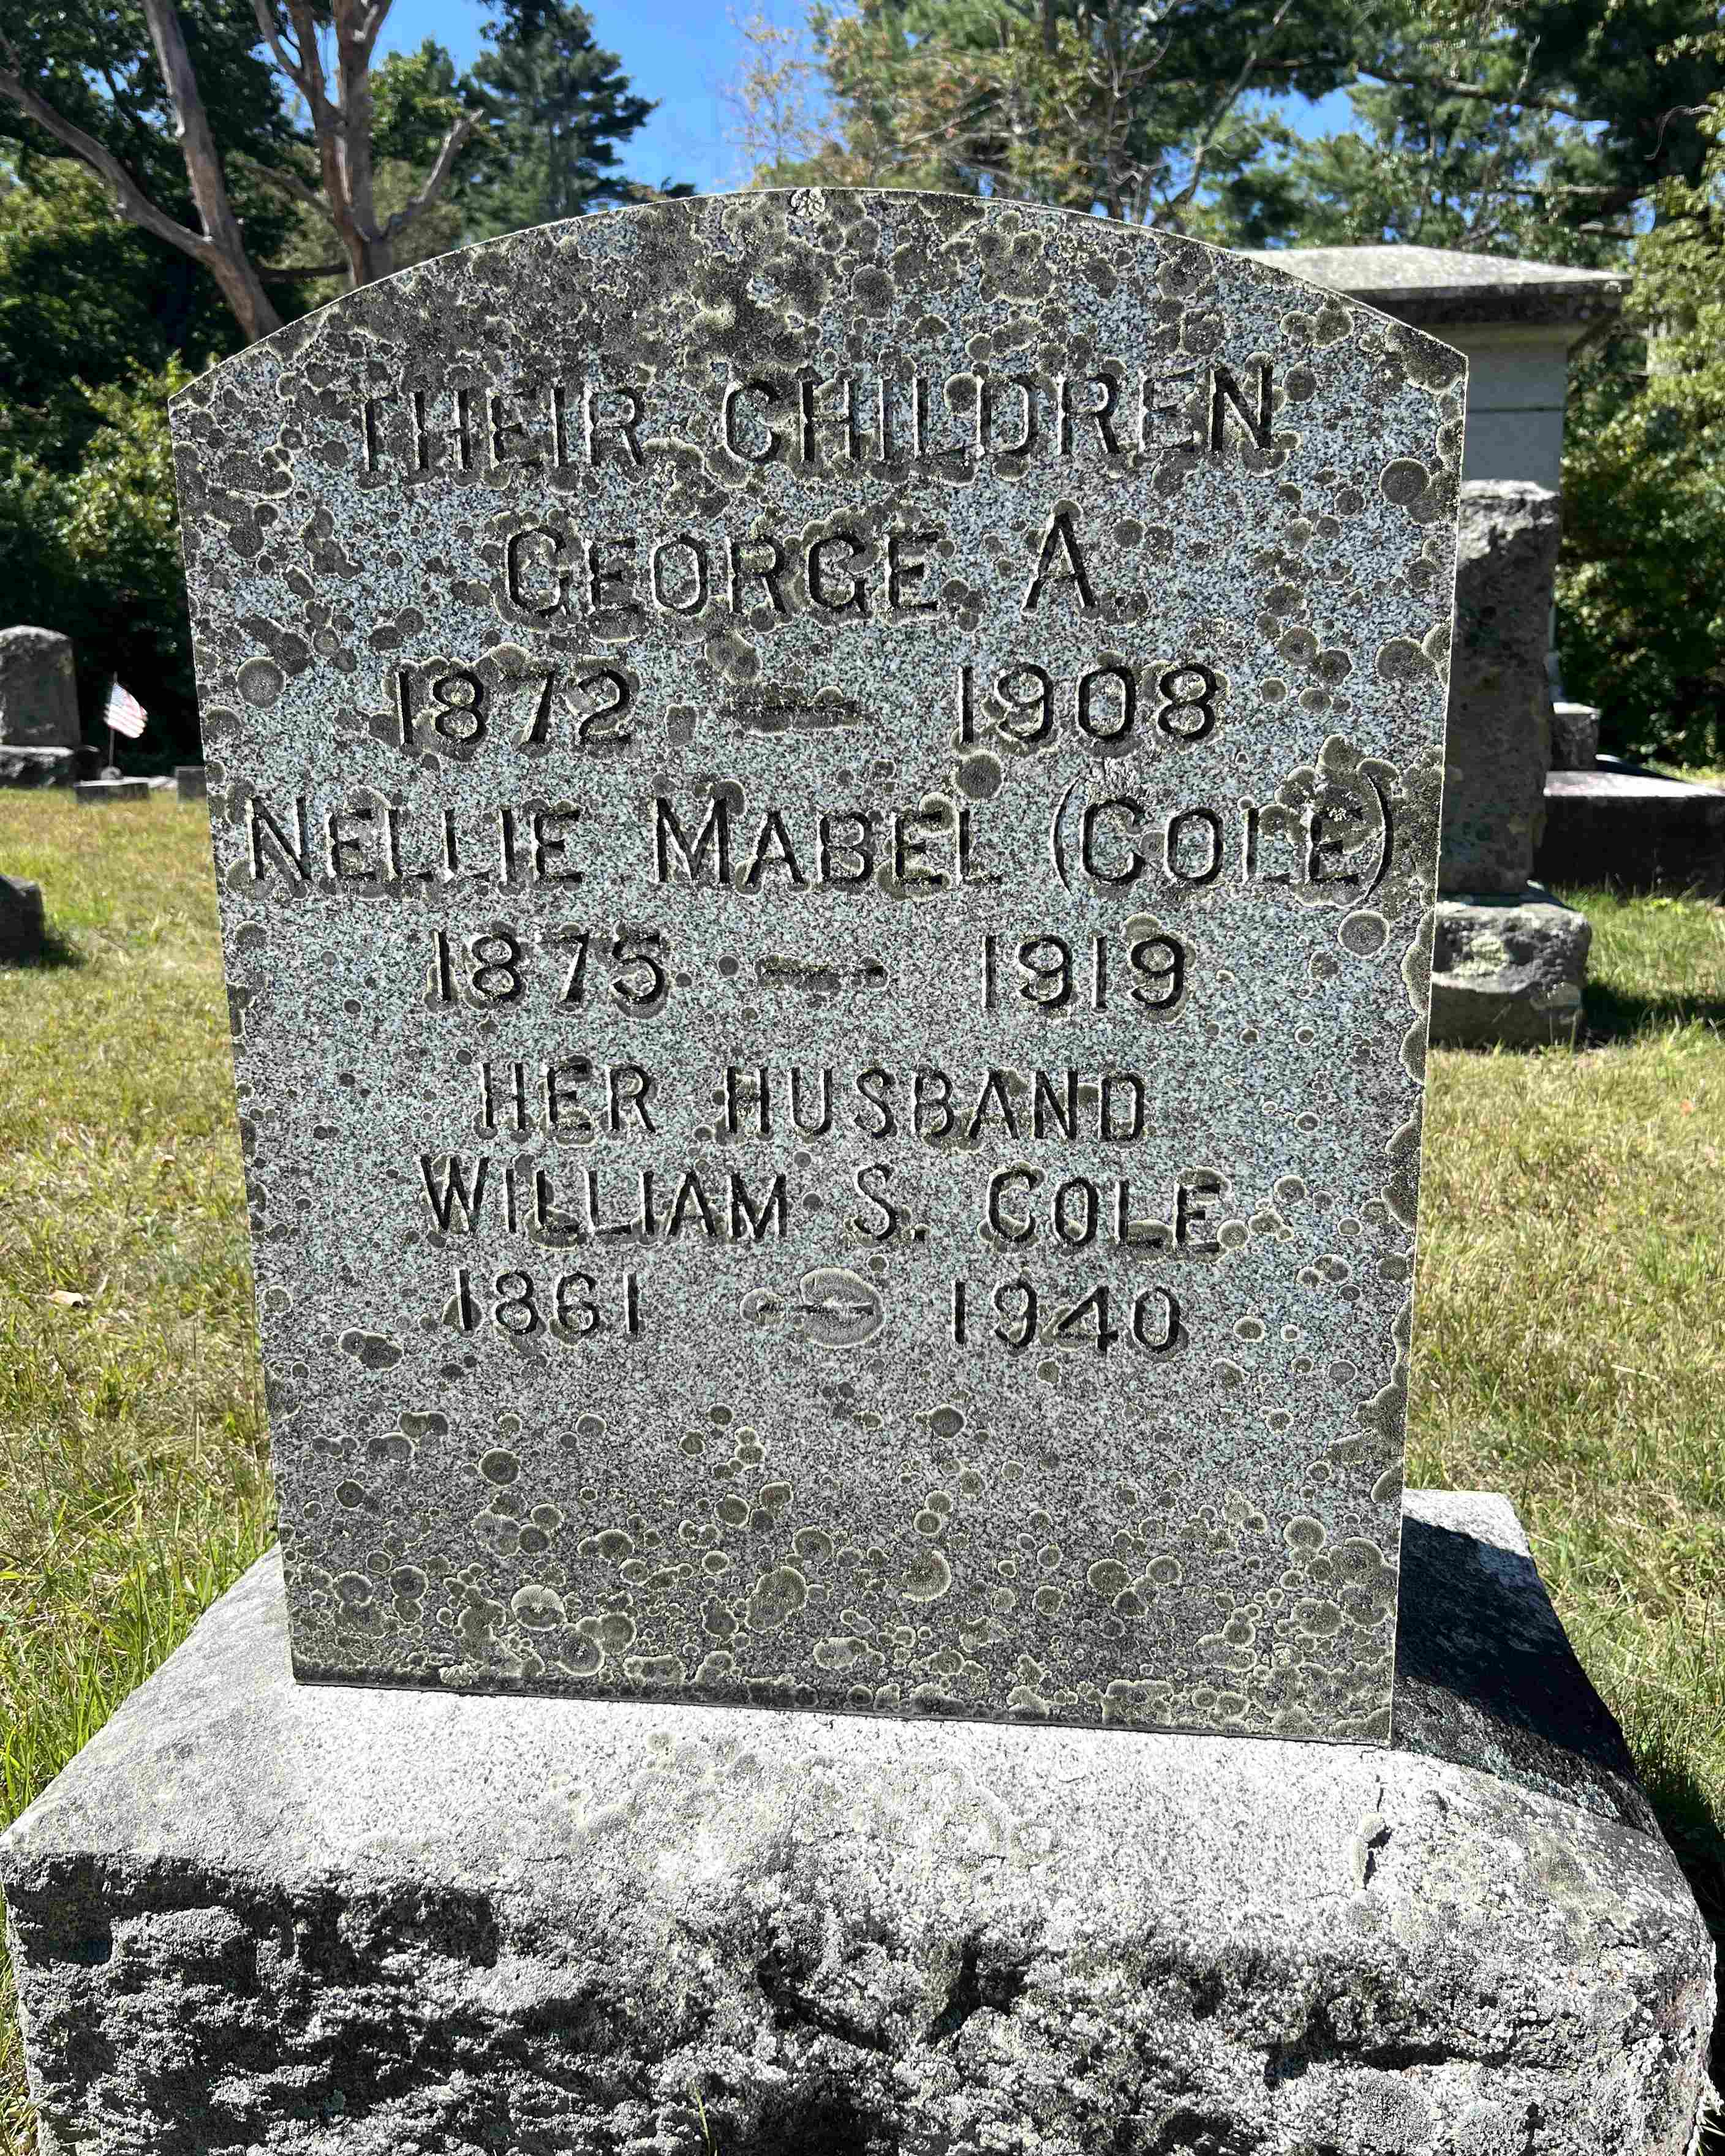 THEIR CHILDREN
GEORGE A.
1872 — 1908
NELLIE MABEL (COLE)
1875 — 1919
HER HUSBAND
WILLIAM S. COLE
1861 — 1940